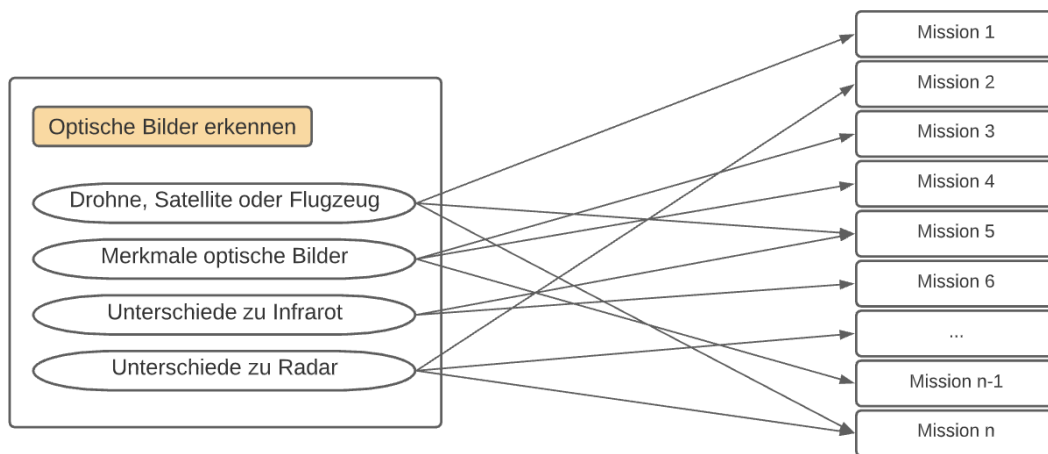 Optische Bilder erkennen
Drohne, Satellite oder Flugzeug
Merkmale optische Bilder
Unterschiede zu Infrarot
Unterschiede zu Radar
Mission 1
Mission 2
Mission 3
Mission 4
Mission 5
Mission 6
...
Mission n-1
Mission n